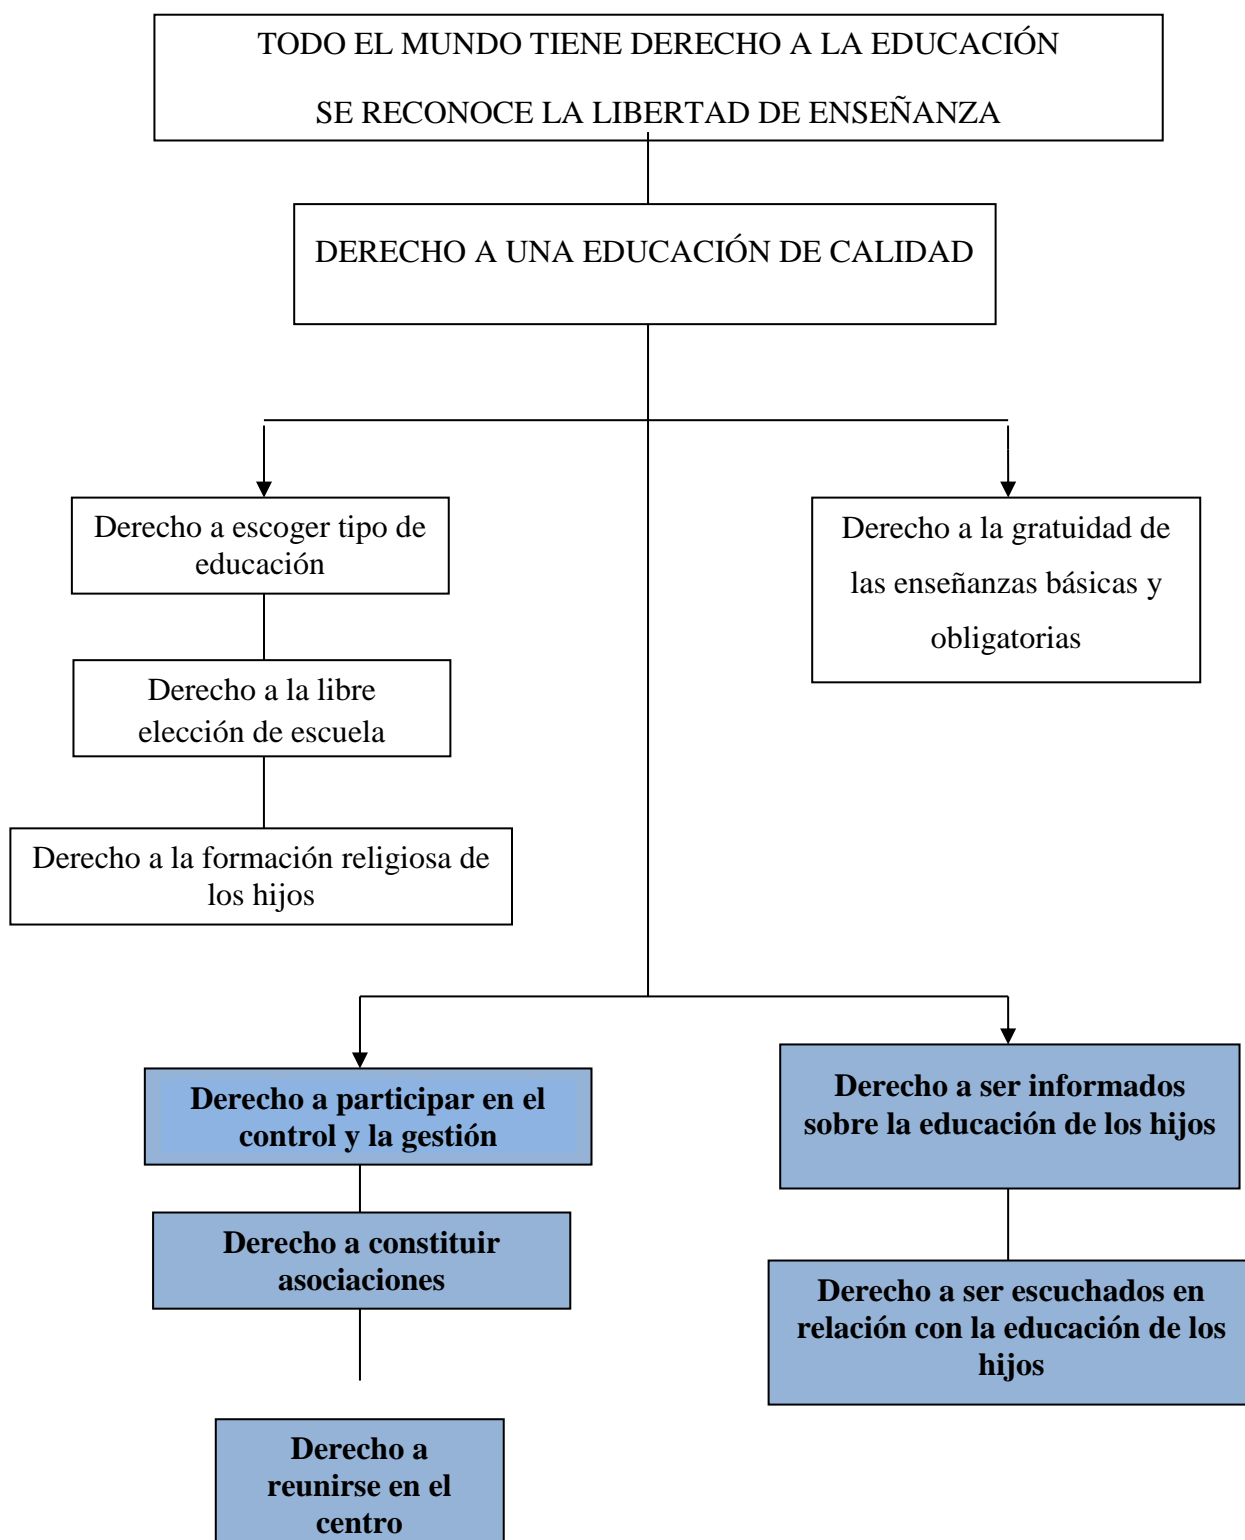 TODO EL MUNDO TIENE DERECHO A LA EDUCACIÓN
SE RECONOCE LA LIBERTAD DE ENSEÑANZA
DERECHO A UNA EDUCACIÓN DE CALIDAD
Derecho a escoger tipo de
educación
Derecho a la gratuidad de
las enseñanzas básicas y
obligatorias
Derecho a la libre
elección de escuela
Derecho a la formación religiosa de
los hijos
Derecho a participar en el
control y la gestión
Derecho a ser informados
sobre la educación de los hijos
Derecho a constituir
asociaciones
Derecho a ser escuchados en
relación con la educación de los
hijos
Derecho a
reunirse en el
centro